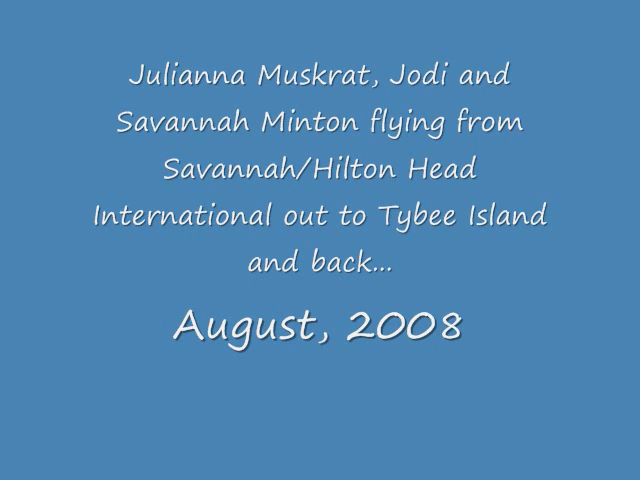 Julianna Muskrat, Jodi and
Savannah Minton flying from
Savannah/Hilton Head
International out to Tybee Island
and back...
August, 2008